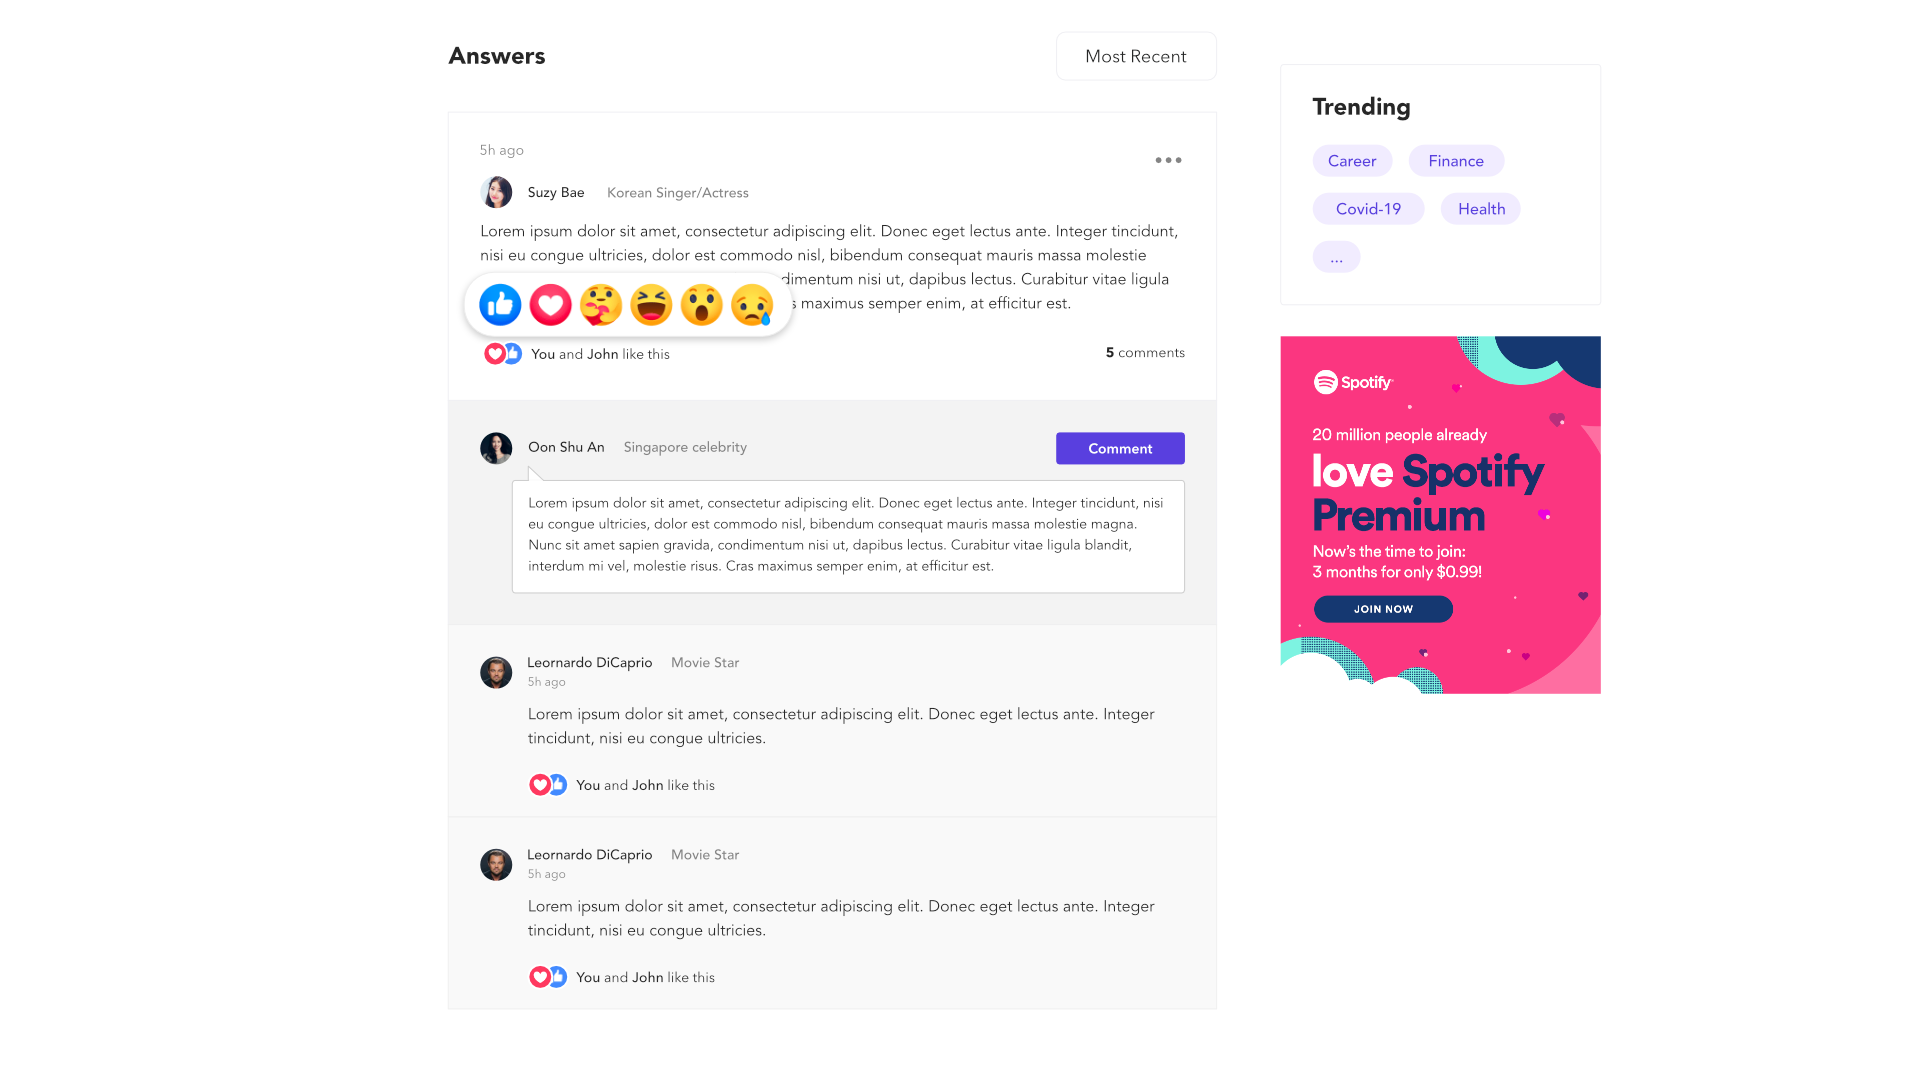 Answers
Most Recent
5h ago
Suzy Bae Korean Singer/Actress
Lorem ipsum dolor sit amet, consectetur adipiscing elit. Donec eget lectus ante. Integer tincidunt,
nisi eu congue ultricies, dolor est commodo nisl, bibendum consequat mauris massa molestie
dimentum nisi ut, dapibus lectus. Curabitur vitae ligula
s maximus semper enim, at efficitur est.
You and John like this
5 comments
Oon Shu An Singapore celebrity
Comment
Lorem ipsum dolor sit amet, consectetur adipiscing elit. Donec eget lectus ante. Integer tincidunt, nisi
eu congue ultricies, dolor est commodo nisl, bibendum consequat mauris massa molestie magna.
Nunc sit amet sapien gravida, condimentum nisi ut, dapibus lectus. Curabitur vitae ligula blandit,
interdum mi vel, molestie risus. Cras maximus semper enim, at efficitur est.
Leornardo DiCaprio Movie Star
5h ago
Lorem ipsum dolor sit amet, consectetur adipiscing elit. Donec eget lectus ante. Integer
tincidunt, nisi eu congue ultricies.
You and John like this
Leornardo DiCaprio Movie Star
5h ago
Lorem ipsum dolor sit amet, consectetur adipiscing elit. Donec eget lectus ante. Integer
tincidunt, nisi eu congue ultricies.
You and John like this
Trending
Career Finance
Covid-19 Health
...
Spotify
20 million people already
love Spotify
Premium
Now's the time to join:
3 months for only $0.99!
JOIN NOW